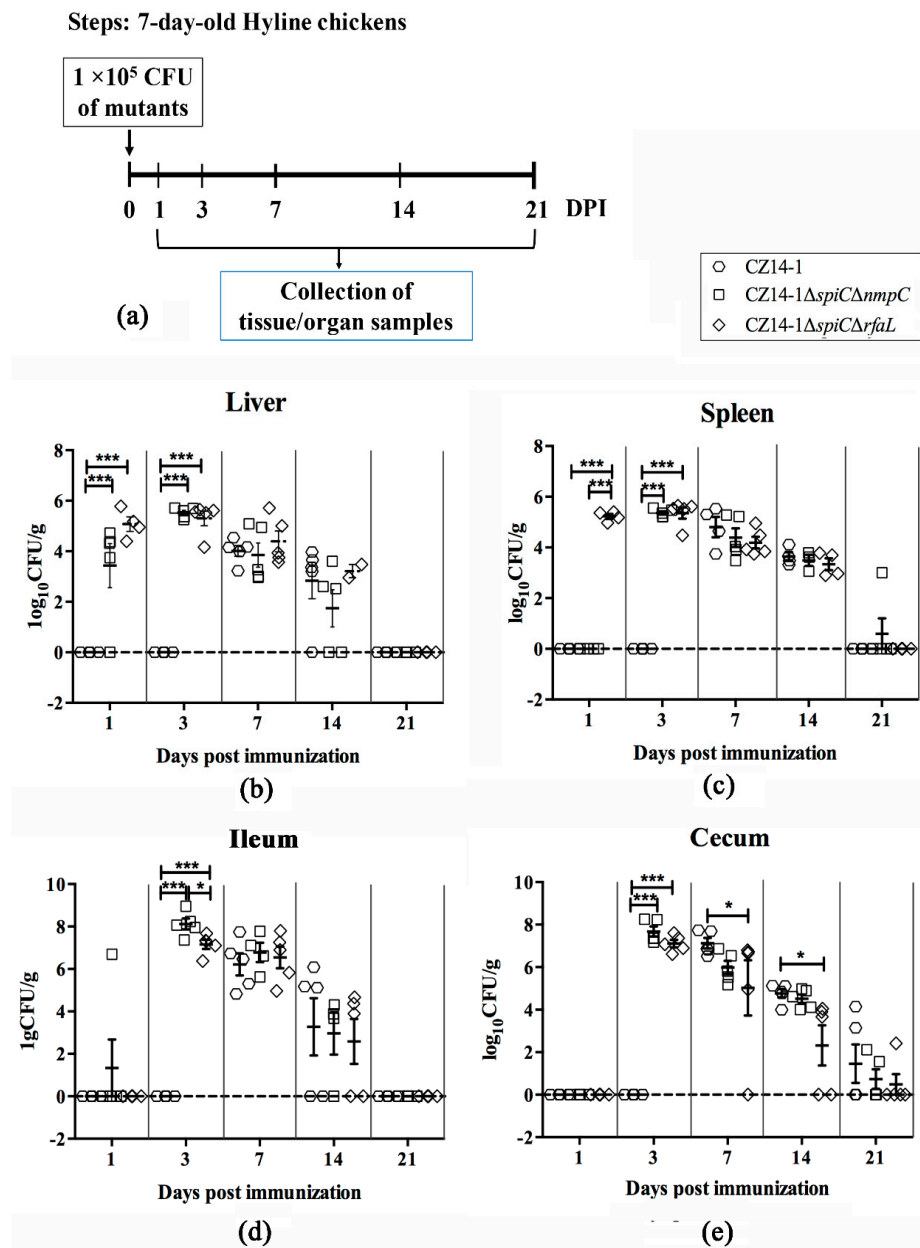 Steps: 7-day-old Hyline chickens
1 ×10⁵ CFU
of mutants
0 1 3 7 14 21 DPI
Collection of
tissue/organ samples
(a)
CZ14-1
CZ14-1ΔspiCΔnmpC
CZ14-1ΔspiCΔrfaL
Liver
8
6
4
2
0
-2
log₁₀CFU/g
*** ***
*** ***
1 3 7 14 21
Days post immunization
(b)
Spleen
8
6
4
2
0
-2
log₁₀CFU/g
*** ***
*** ***
1 3 7 14 21
Days post immunization
(c)
Ileum
10
8
6
4
2
0
-2
1gCFU/g
***
*** *
1 3 7 14 21
Days post immunization
(d)
Cecum
10
8
6
4
2
0
-2
log₁₀CFU/g
***
***
*
*
1 3 7 14 21
Days post immunization
(e)